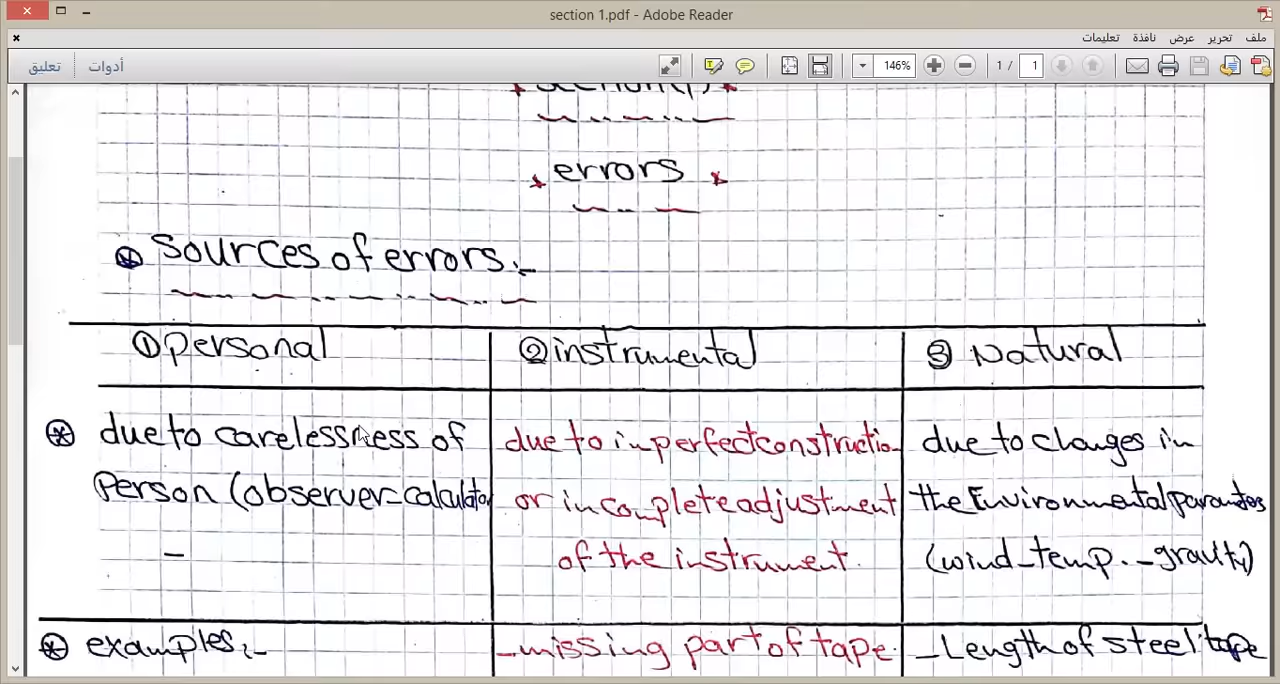 section 1.pdf - Adobe Reader
ملف تحرير عرض نافذة تعليمات
تعليق أدوات 146% 1 / 1
errors
Sources of errors:-
① Personal ② instrumental ③ Natural
due to carelessness of
Person (observer-calculator
-
due to inperfect construction
or incomplete adjustment
of the instrument.
due to changes in
the Environmental parameters
(wind-temp.-gravity)
examples:-
-missing part of tape.
-Length of steel tape